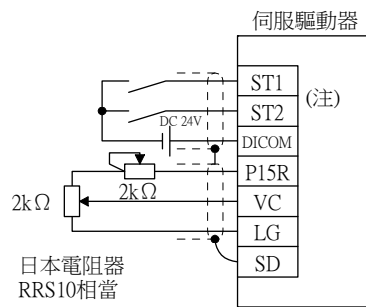 伺服驅動器
ST1
(注)
ST2
DC 24V
DICOM
P15R
2kΩ
2kΩ
VC
LG
SD
日本電阻器
RRS10相當